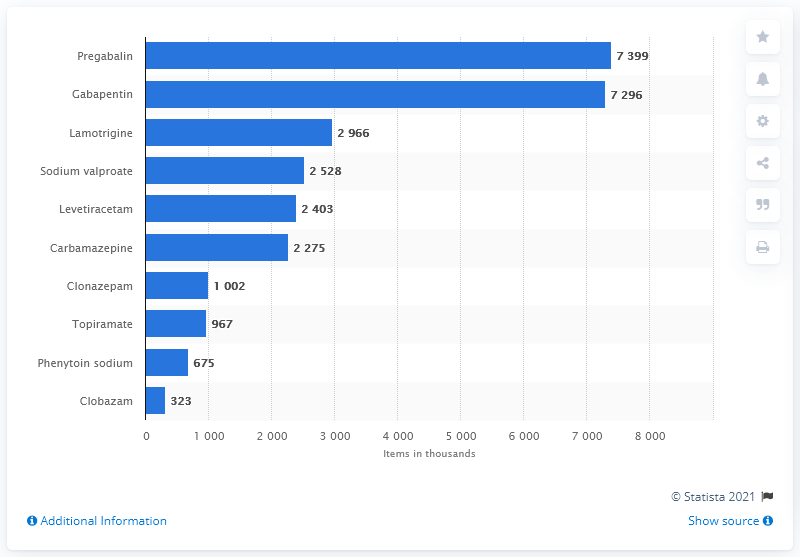 Pregabalin 7 399
Gabapentin 7 296
Lamotrigine 2 966
Sodium valproate 2 528
Levetiracetam 2 403
Carbamazepine 2 275
Clonazepam 1 002
Topiramate 967
Phenytoin sodium 675
Clobazam 323
0 1 000 2 000 3 000 4 000 5 000 6 000 7 000 8 000
Items in thousands
© Statista 2021
Additional Information Show source